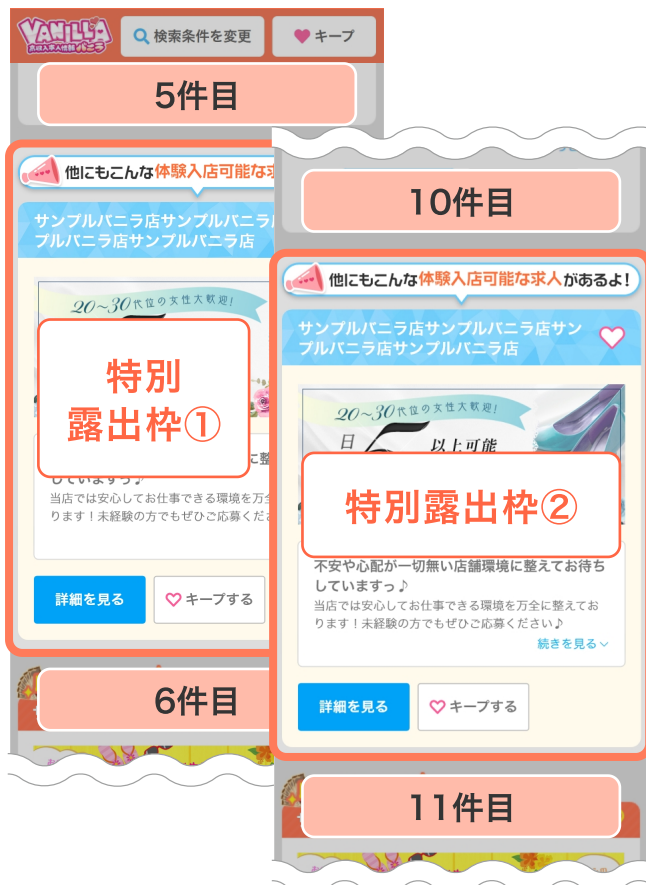 VANILLA
高収入求人情報 バニラ
検索条件を変更
キープ
5件目
他にもこんな体験入店可能な求
サンプルバニラ店サンプルバニラ店
プルバニラ店サンプルバニラ店
20～30代位の女性大歓迎!
特別
露出枠①
に整
していますっ♪
当店では安心してお仕事できる環境を万全
ります！未経験の方でもぜひご応募くださ
詳細を見る
キープする
6件目
10件目
他にもこんな体験入店可能な求人があるよ!
サンプルバニラ店サンプルバニラ店サン
プルバニラ店サンプルバニラ店
20～30代位の女性大歓迎!
日5以上可能
特別露出枠②
不安や心配が一切無い店舗環境に整えてお待ち
していますっ♪
当店では安心してお仕事できる環境を万全に整えてお
ります！未経験の方でもぜひご応募ください♪
続きを見る
詳細を見る
キープする
11件目